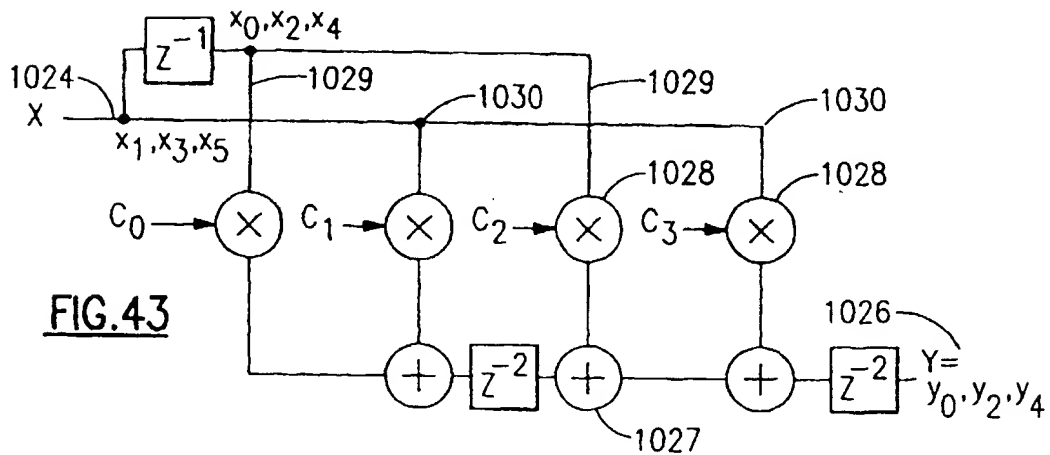 x₀,x₂,x₄
z⁻¹
1024
1029
1030
1029
1030
X
x₁,x₃,x₅
1028
1028
C₀
×
C₁
×
C₂
×
C₃
×
FIG.43
1026
+
z⁻²
+
+
z⁻²
Y=
y₀,y₂,y₄
1027